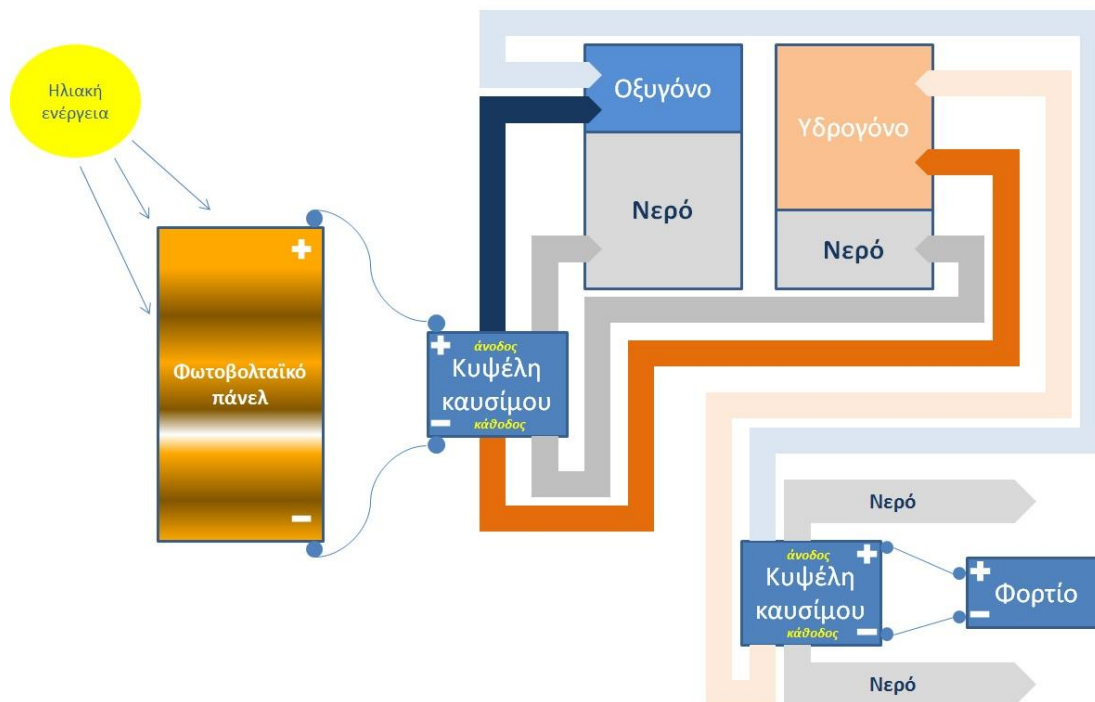 Ηλιακή
ενέργεια
Οξυγόνο
Υδρογόνο
Νερό
Νερό
+
Φωτοβολταϊκό
πάνελ
−
+
άνοδος
Κυψέλη
καυσίμου
−
κάθοδος
Νερό
άνοδος
+
Κυψέλη
καυσίμου
κάθοδος
−
+
Φορτίο
−
Νερό